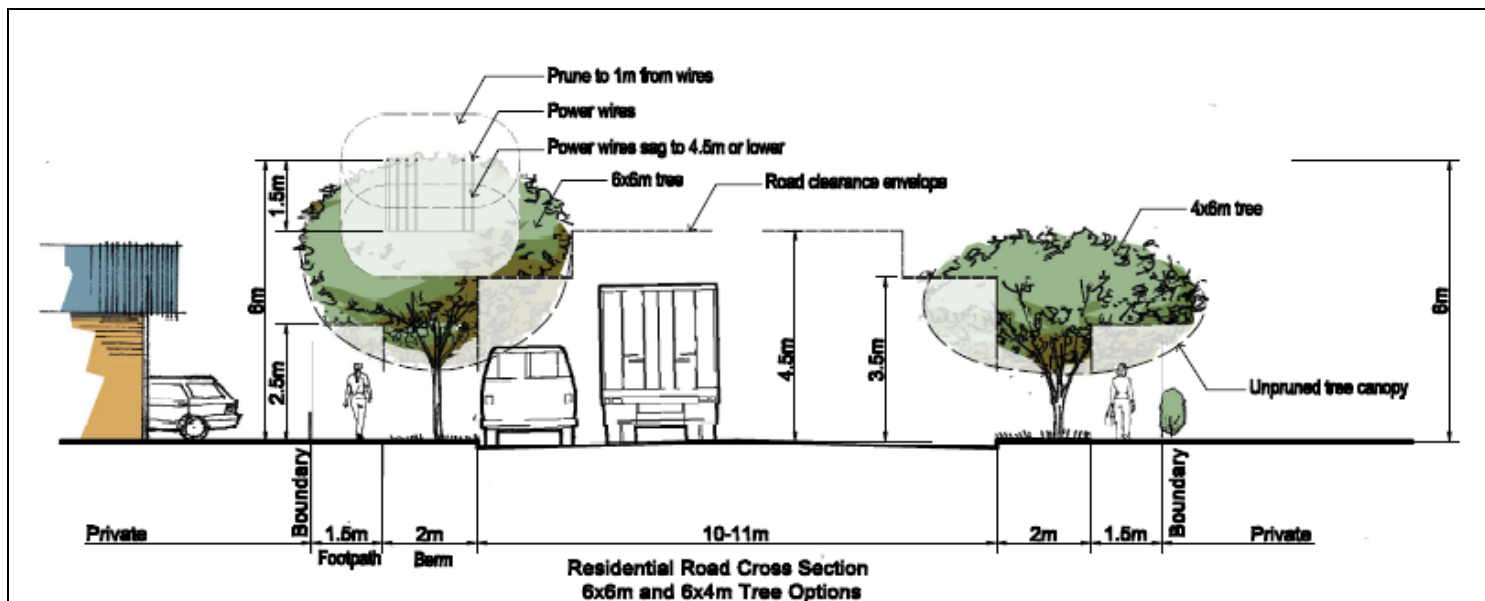 Prune to 1m from wires
Power wires
Power wires sag to 4.5m or lower
6x6m tree
Road clearance envelope
4x6m tree
1.5m
6m
2.5m
4.5m
3.5m
6m
Unpruned tree canopy
Boundary
Boundary
Private
1.5m
2m
10-11m
2m
1.5m
Private
Footpath
Berm
Residential Road Cross Section
6x6m and 6x4m Tree Options